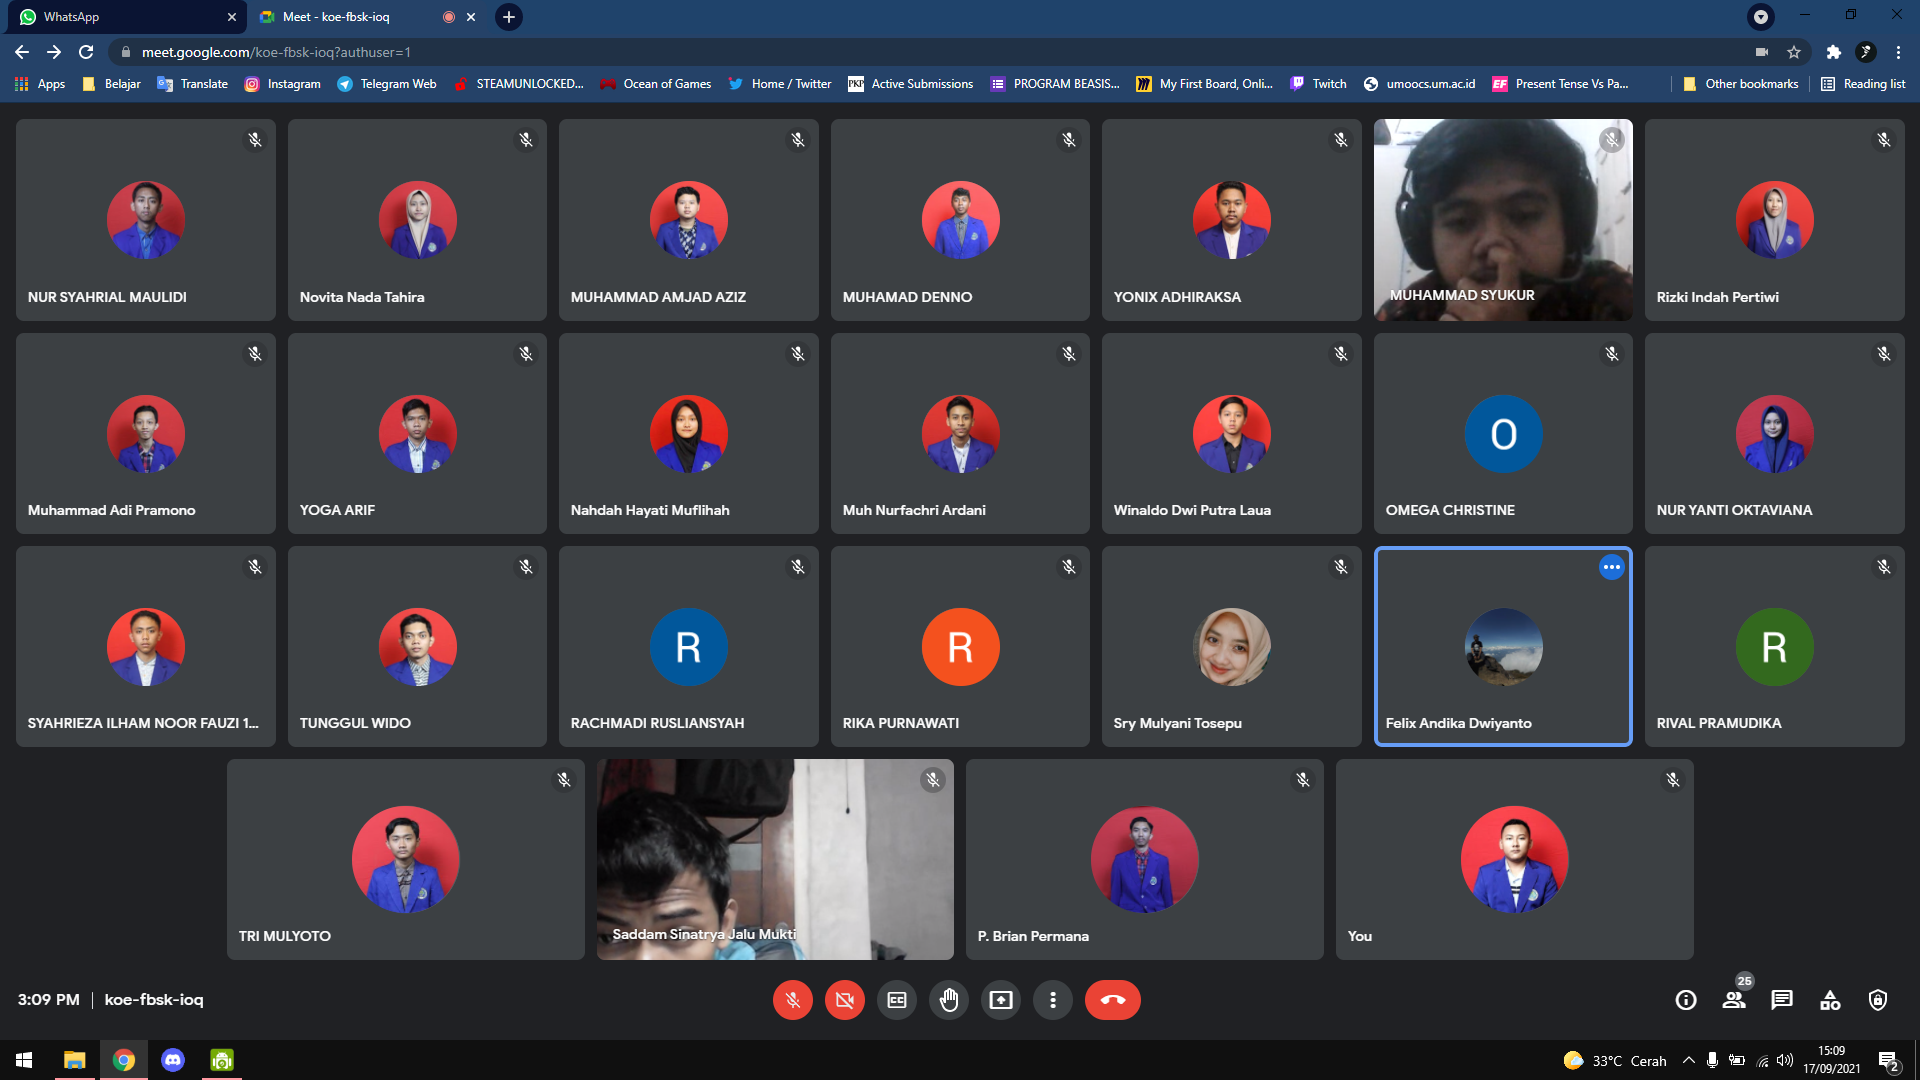 WhatsApp
Meet - koe-fbsk-ioq
meet.google.com/koe-fbsk-ioq?authuser=1
Apps
Belajar
Translate
Instagram
Telegram Web
STEAMUNLOCKED...
Ocean of Games
Home / Twitter
PKP
Active Submissions
PROGRAM BEASIS...
My First Board, Onli...
Twitch
umoocs.um.ac.id
EF
Present Tense Vs Pa...
Other bookmarks
Reading list
NUR SYAHRIAL MAULIDI
Novita Nada Tahira
MUHAMMAD AMJAD AZIZ
MUHAMAD DENNO
YONIX ADHIRAKSA
MUHAMMAD SYUKUR
Rizki Indah Pertiwi
Muhammad Adi Pramono
YOGA ARIF
Nahdah Hayati Muflihah
Muh Nurfachri Ardani
Winaldo Dwi Putra Laua
O
OMEGA CHRISTINE
NUR YANTI OKTAVIANA
SYAHRIEZA ILHAM NOOR FAUZI 1...
TUNGGUL WIDO
R
RACHMADI RUSLIANSYAH
R
RIKA PURNAWATI
Sry Mulyani Tosepu
Felix Andika Dwiyanto
R
RIVAL PRAMUDIKA
TRI MULYOTO
Saddam Sinatrya Jalu Mukti
P. Brian Permana
You
3:09 PM | koe-fbsk-ioq
CC
25
33°C Cerah
15:09
17/09/2021
2